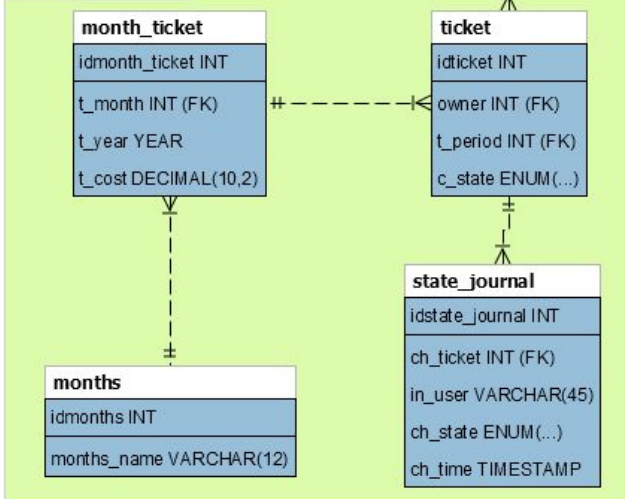 month_ticket
idmonth_ticket INT
t_month INT (FK)
t_year YEAR
t_cost DECIMAL(10,2)
ticket
idticket INT
owner INT (FK)
t_period INT (FK)
c_state ENUM(...)
months
idmonths INT
months_name VARCHAR(12)
state_journal
idstate_journal INT
ch_ticket INT (FK)
in_user VARCHAR(45)
ch_state ENUM(...)
ch_time TIMESTAMP